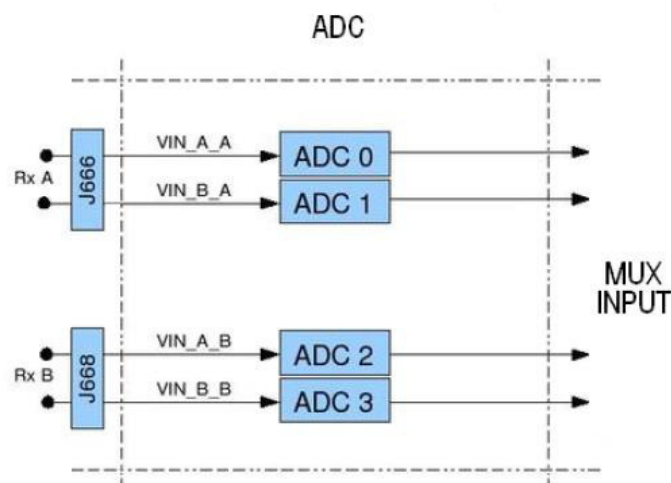 ADC
VIN_A_A
ADC 0
Rx A
J666
VIN_B_A
ADC 1
MUX
INPUT
VIN_A_B
ADC 2
Rx B
J668
VIN_B_B
ADC 3